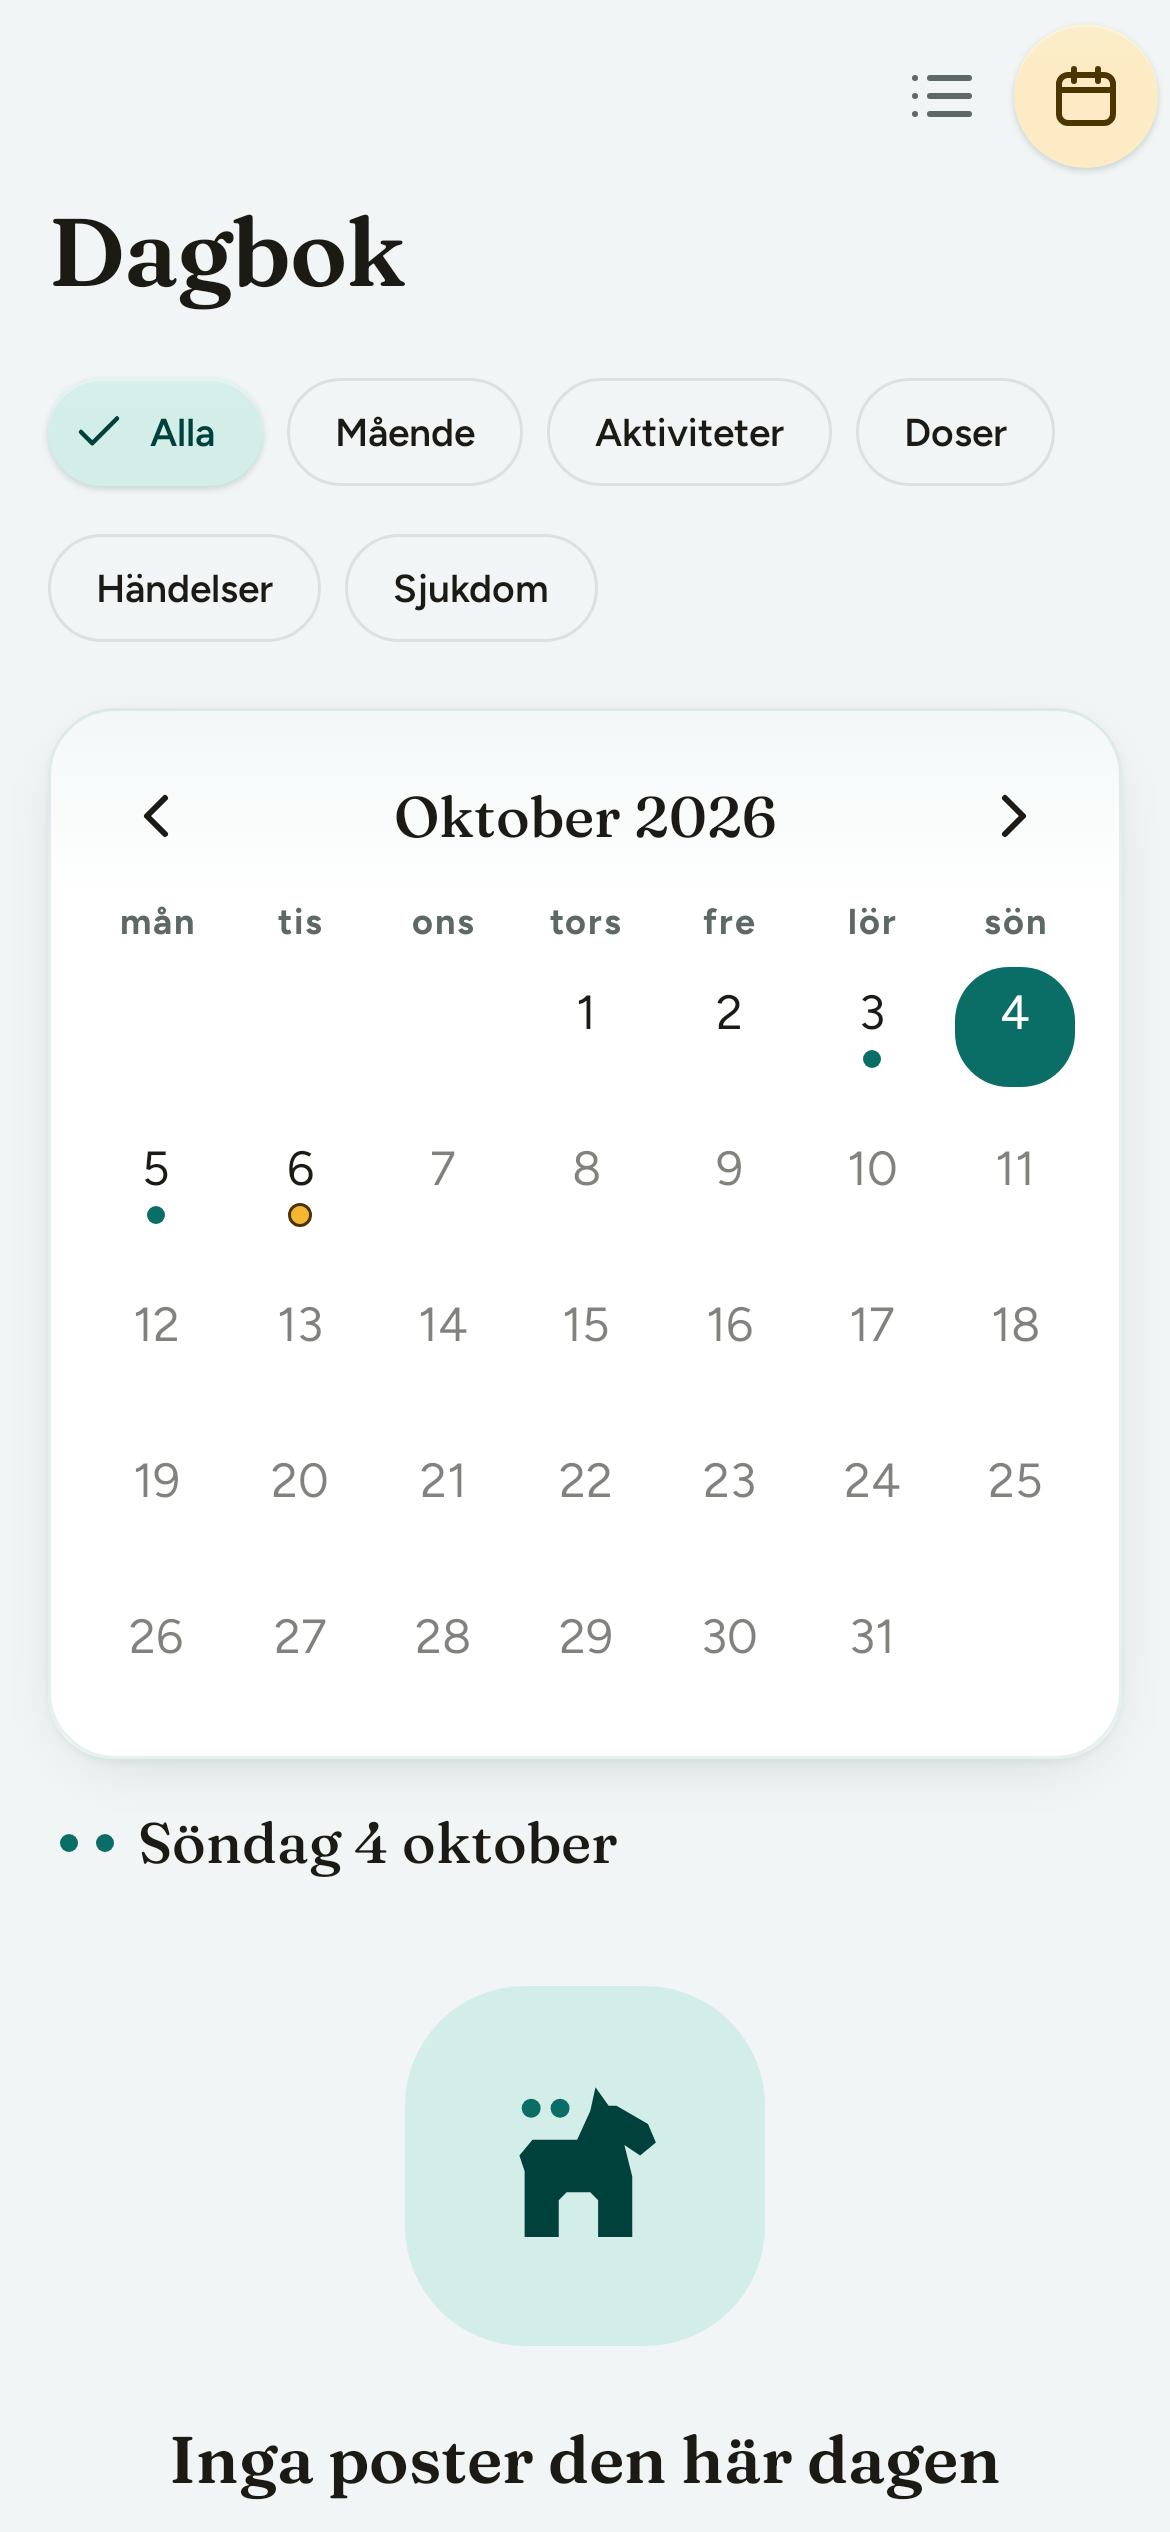 Dagbok
Alla Mående Aktiviteter Doser
Händelser Sjukdom
Oktober 2026
mån tis ons tors fre lör sön
1 2 3 4
5 6 7 8 9 10 11
12 13 14 15 16 17 18
19 20 21 22 23 24 25
26 27 28 29 30 31
Söndag 4 oktober
Inga poster den här dagen